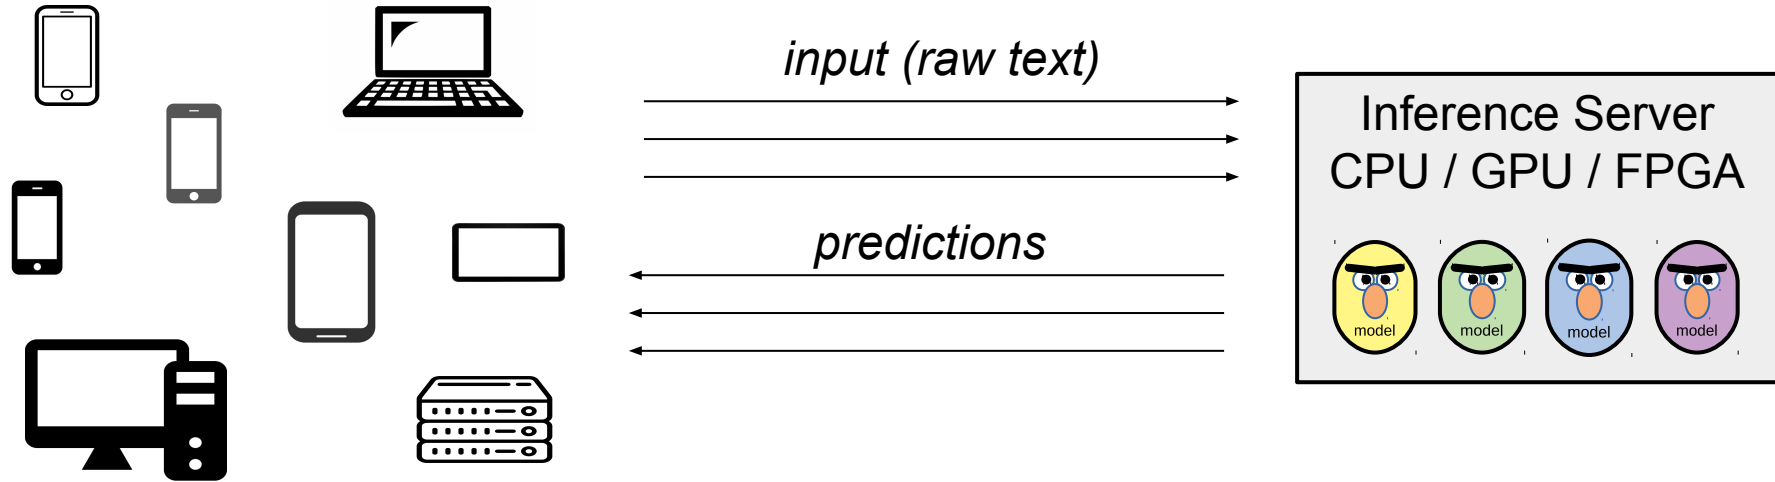 input (raw text)
predictions
Inference Server
CPU / GPU / FPGA
model
model
model
model